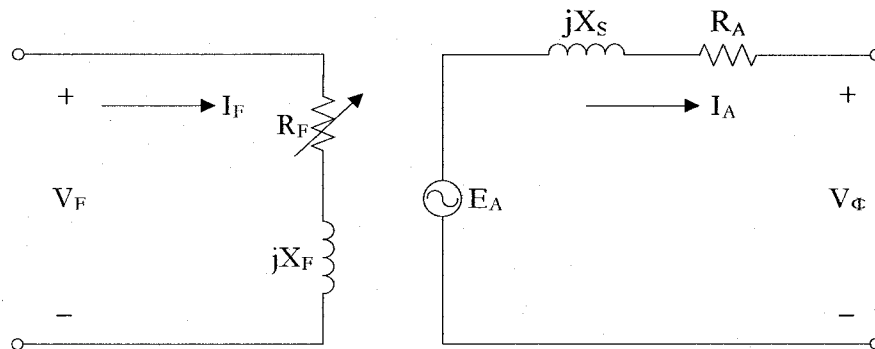 jX_S R_A
+ I_F R_F I_A +
V_F E_A V_Φ
jX_F
− −